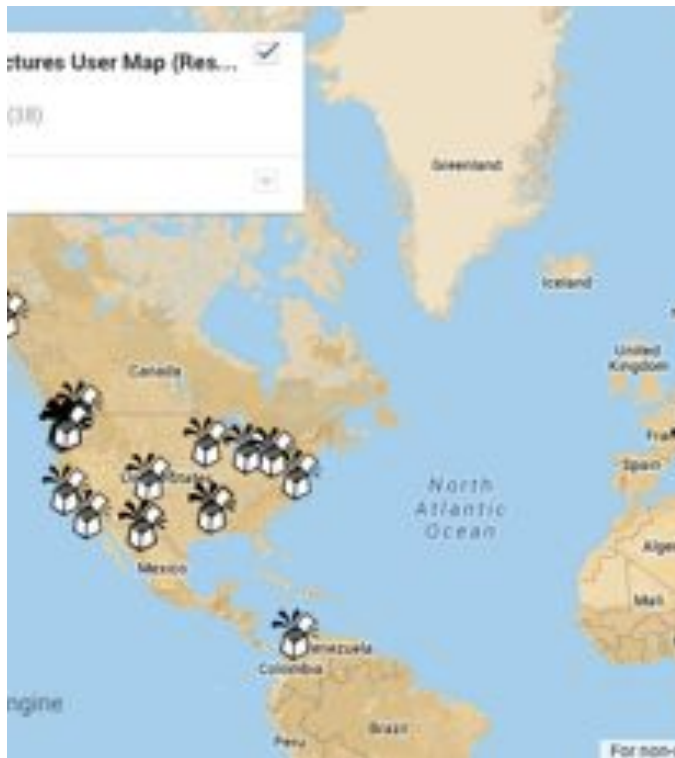 ctures User Map (Res...
(38)
Greenland
Iceland
Canada
United
Kingdom
Fra
Spain
North
Atlantic
Ocean
Alge
Mexico
Mali
enezuela
Colombia
ngine
Brazil
Peru
For non-